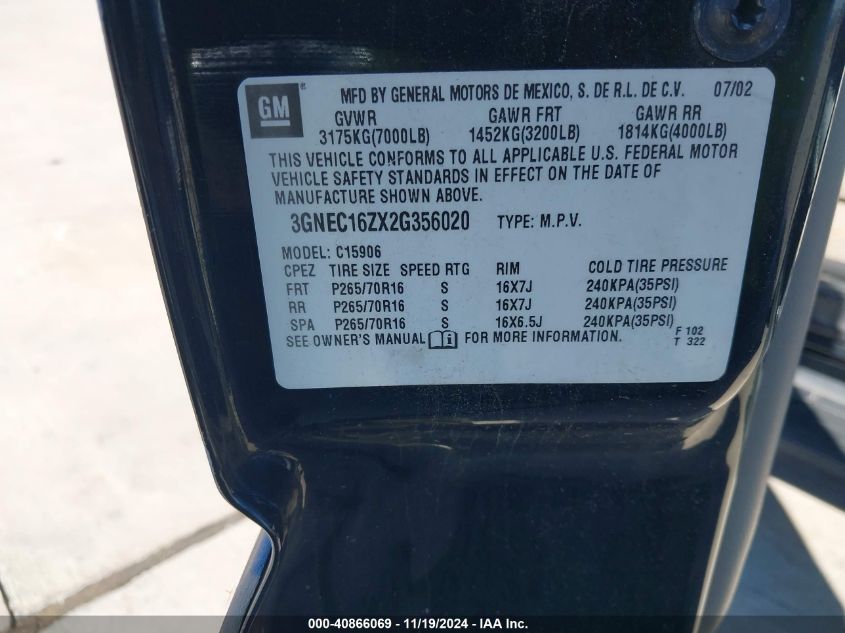 GM ® MFD BY GENERAL MOTORS DE MEXICO, S. DE R.L. DE C.V. 07/02
GVWR GAWR FRT GAWR RR
3175KG(7000LB) 1452KG(3200LB) 1814KG(4000LB)
THIS VEHICLE CONFORMS TO ALL APPLICABLE U.S. FEDERAL MOTOR
VEHICLE SAFETY STANDARDS IN EFFECT ON THE DATE OF
MANUFACTURE SHOWN ABOVE.
3GNEC16ZX2G356020 TYPE: M.P.V.
MODEL: C15906
CPEZ TIRE SIZE SPEED RTG RIM COLD TIRE PRESSURE
FRT P265/70R16 S 16X7J 240KPA(35PSI)
RR P265/70R16 S 16X7J 240KPA(35PSI)
SPA P265/70R16 S 16X6.5J 240KPA(35PSI)
SEE OWNER'S MANUAL FOR MORE INFORMATION. F 102
T 322
000-40866069 - 11/19/2024 - IAA Inc.